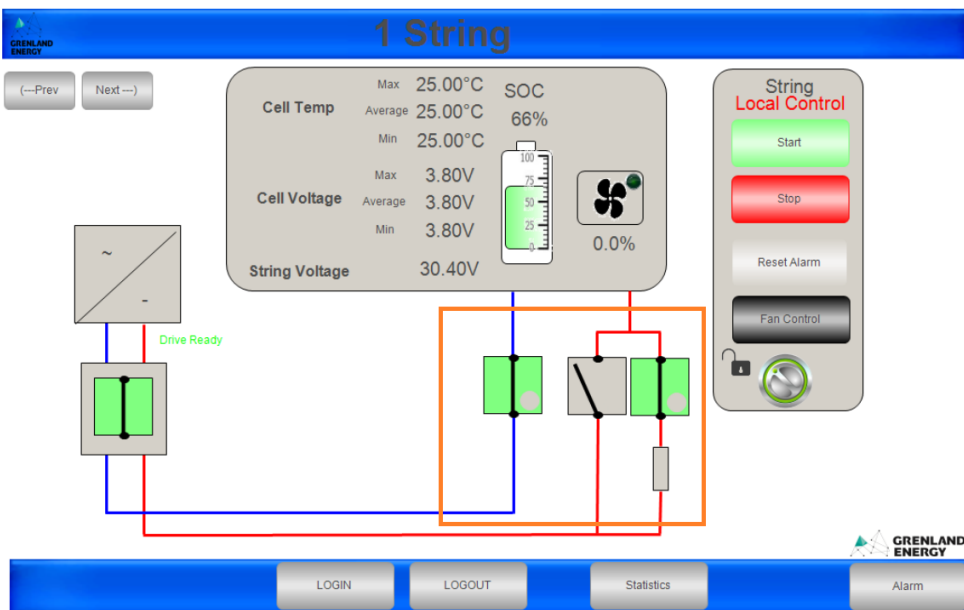 GRENLAND
ENERGY
1 String
(---Prev
Next ---)
Cell Temp
Max 25.00°C
Average 25.00°C
Min 25.00°C
SOC
66%
100
75
50
25
0
Cell Voltage
Max 3.80V
Average 3.80V
Min 3.80V
0.0%
String Voltage 30.40V
String
Local Control
Start
Stop
Reset Alarm
Fan Control
~
-
Drive Ready
GRENLAND
ENERGY
LOGIN
LOGOUT
Statistics
Alarm